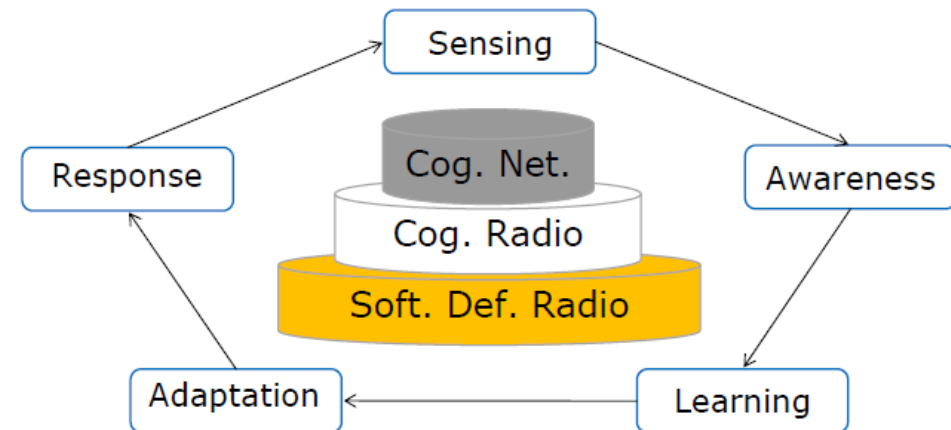 Sensing
Cog. Net.
Response
Awareness
Cog. Radio
Soft. Def. Radio
Adaptation
Learning